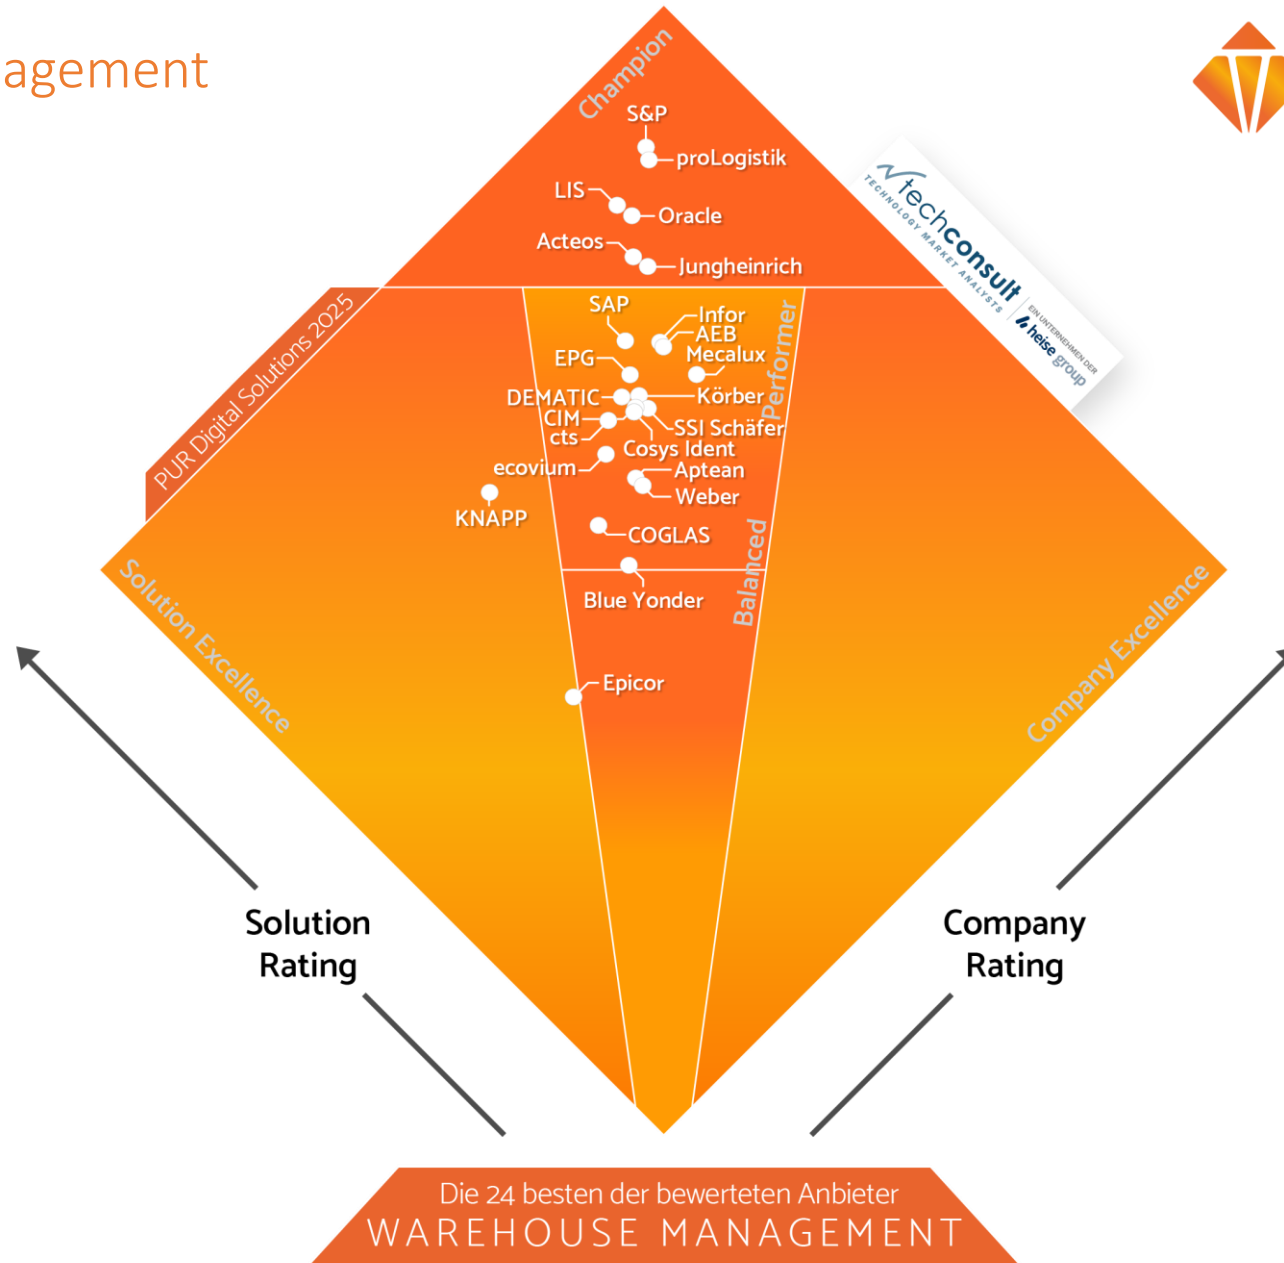 agement
Champion
S&P
proLogistik
LIS
Oracle
Acteos
Jungheinrich
techconsult
TECHNOLOGY MARKET ANALYSTS
EIN UNTERNEHMEN DER
heise group
PUR Digital Solutions 2025
SAP
Infor
AEB
Mecalux
EPG
Performer
DEMATIC
Körber
CIM
cts
SSI Schäfer
Cosys Ident
ecovium
Aptean
Weber
KNAPP
COGLAS
Balanced
Blue Yonder
Solution Excellence
Company Excellence
Epicor
Solution
Rating
Company
Rating
Die 24 besten der bewerteten Anbieter
WAREHOUSE MANAGEMENT